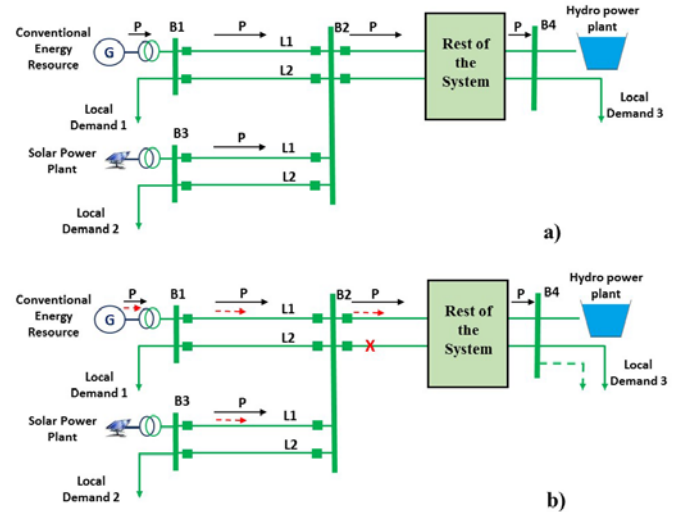 Conventional
Energy
Resource
P
G
B1
P
L1
L2
B2
P
Rest of
the
System
P
B4
Hydro power
plant
Local
Demand 1
Local
Demand 3
B3
P
Solar Power
Plant
L1
L2
Local
Demand 2
a)
Conventional
Energy
Resource
P
G
B1
P
L1
L2
B2
P
X
Rest of
the
System
P
B4
Hydro power
plant
Local
Demand 1
Local
Demand 3
B3
P
Solar Power
Plant
L1
L2
Local
Demand 2
b)